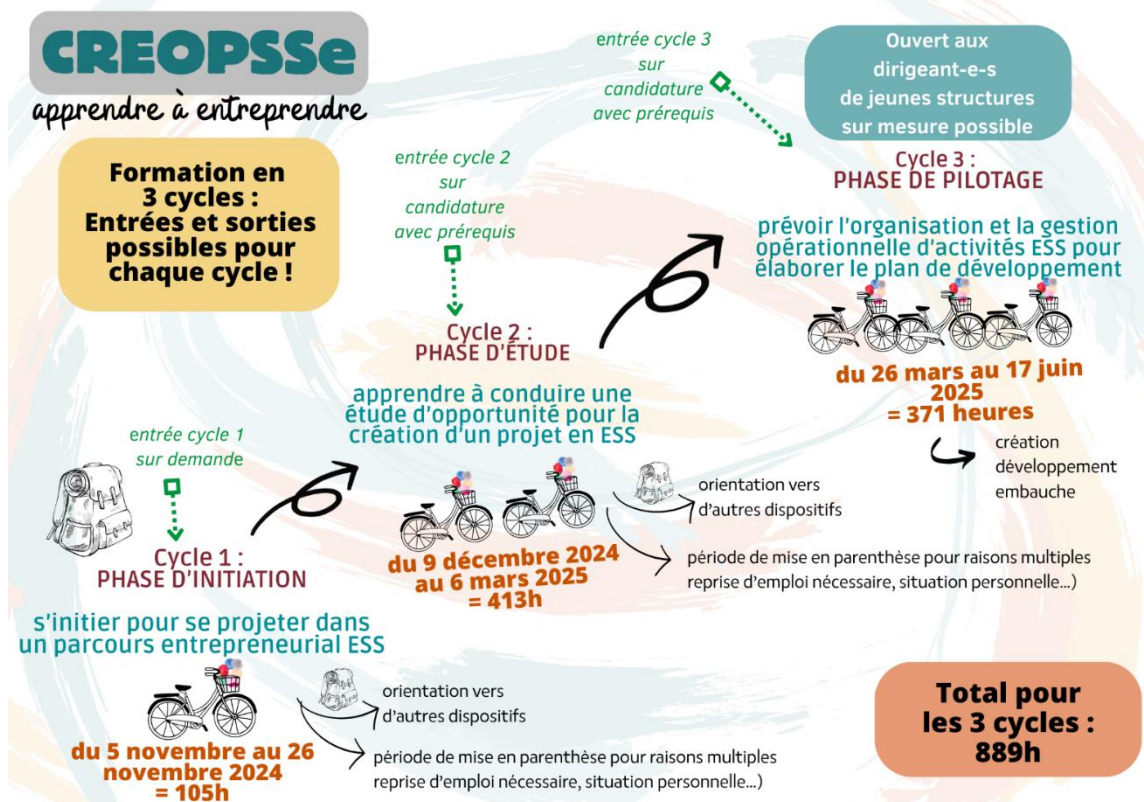 CREOPSSe
apprendre à entreprendre
Formation en
3 cycles :
Entrées et sorties
possibles pour
chaque cycle !
entrée cycle 1
sur demande
Cycle 1 :
PHASE D'INITIATION
s'initier pour se projeter dans
un parcours entrepreneurial ESS
du 5 novembre au 26
novembre 2024
= 105h
orientation vers
d'autres dispositifs
période de mise en parenthèse pour raisons multiples
reprise d'emploi nécessaire, situation personnelle...)
entrée cycle 2
sur
candidature
avec prérequis
Cycle 2 :
PHASE D'ÉTUDE
apprendre à conduire une
étude d'opportunité pour la
création d'un projet en ESS
du 9 décembre 2024
au 6 mars 2025
= 413h
orientation vers
d'autres dispositifs
période de mise en parenthèse pour raisons multiples
reprise d'emploi nécessaire, situation personnelle...)
entrée cycle 3
sur
candidature
avec prérequis
Ouvert aux
dirigeant-e-s
de jeunes structures
sur mesure possible
Cycle 3 :
PHASE DE PILOTAGE
prévoir l'organisation et la gestion
opérationnelle d'activités ESS pour
élaborer le plan de développement
du 26 mars au 17 juin
2025
= 371 heures
création
développement
embauche
Total pour
les 3 cycles :
889h